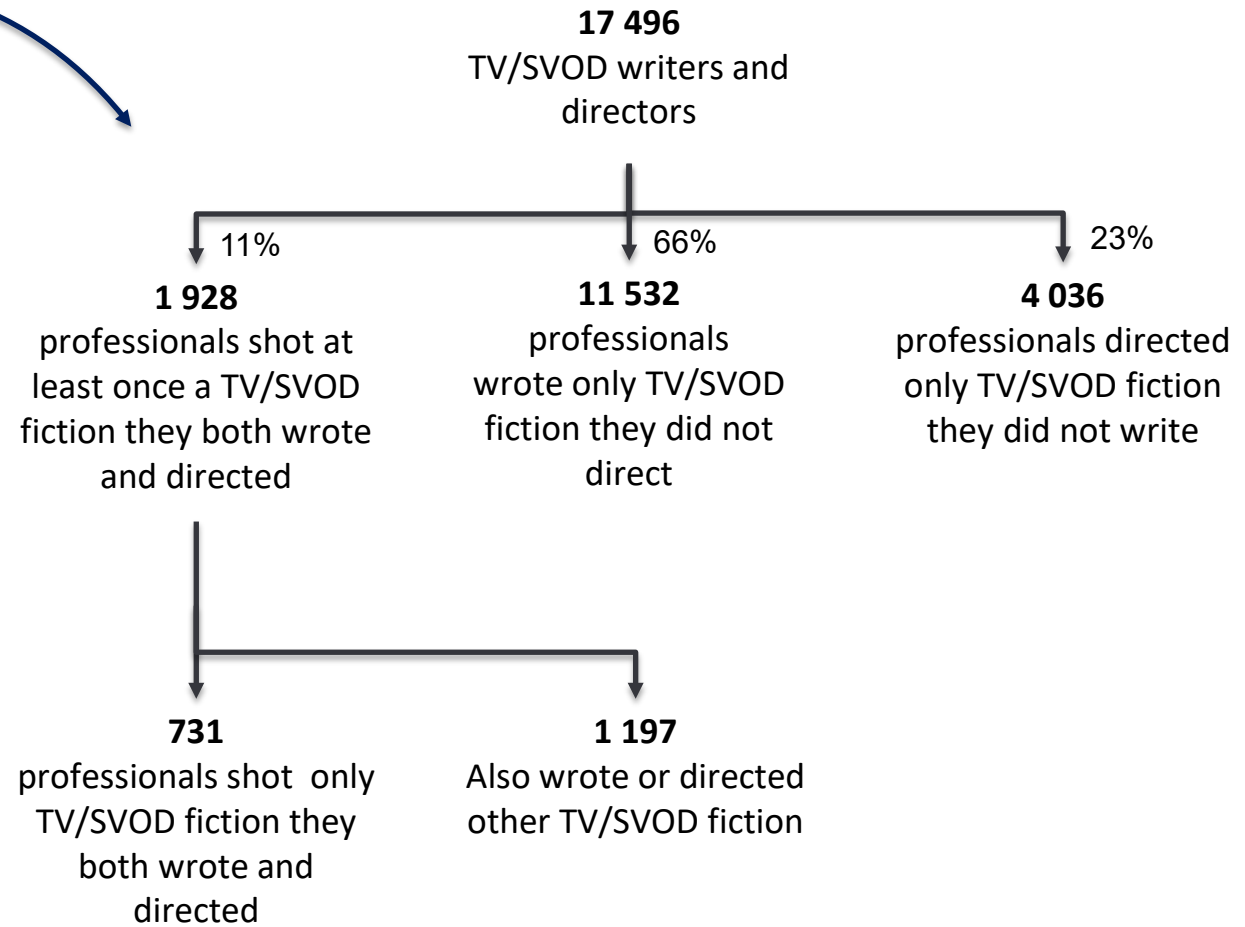 17 496
TV/SVOD writers and
directors
11%
66%
23%
1 928
professionals shot at
least once a TV/SVOD
fiction they both wrote
and directed
11 532
professionals
wrote only TV/SVOD
fiction they did not
direct
4 036
professionals directed
only TV/SVOD fiction
they did not write
731
professionals shot only
TV/SVOD fiction they
both wrote and
directed
1 197
Also wrote or directed
other TV/SVOD fiction